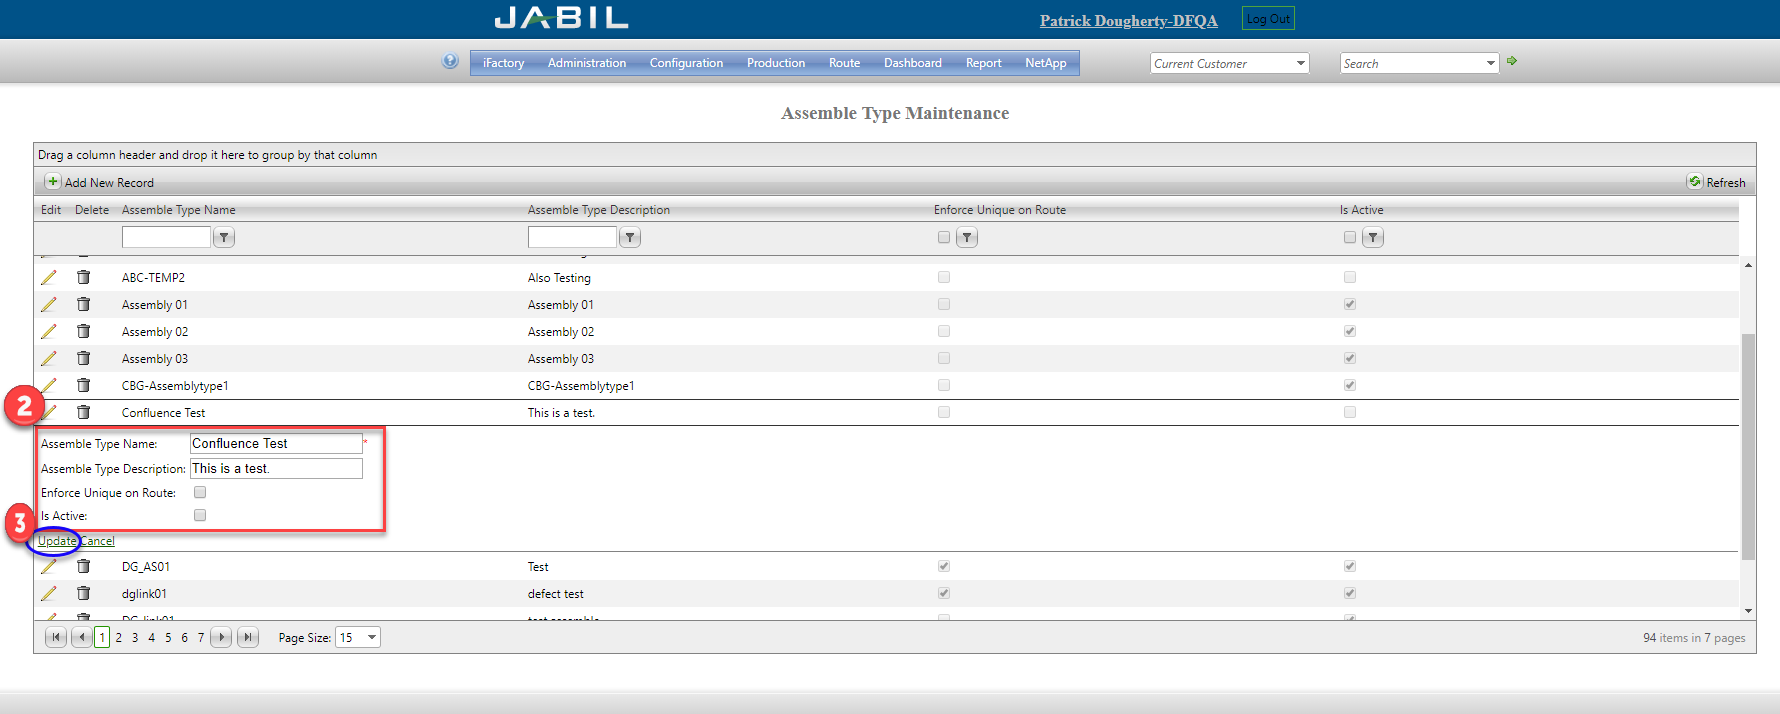 JABIL
Patrick Dougherty-DFQA Log Out
iFactory Administration Configuration Production Route Dashboard Report NetApp Current Customer Search
Assemble Type Maintenance
Drag a column header and drop it here to group by that column
Add New Record Refresh
Edit Delete Assemble Type Name Assemble Type Description Enforce Unique on Route Is Active
ABC-TEMP2 Also Testing
Assembly 01 Assembly 01
Assembly 02 Assembly 02
Assembly 03 Assembly 03
CBG-Assemblytype1 CBG-Assemblytype1
2 Confluence Test This is a test.
Assemble Type Name: Confluence Test *
Assemble Type Description: This is a test.
Enforce Unique on Route:
3 Is Active:
Update Cancel
DG_AS01 Test
dglink01 defect test
DG link01 test assemble
1 2 3 4 5 6 7 Page Size: 15 94 items in 7 pages